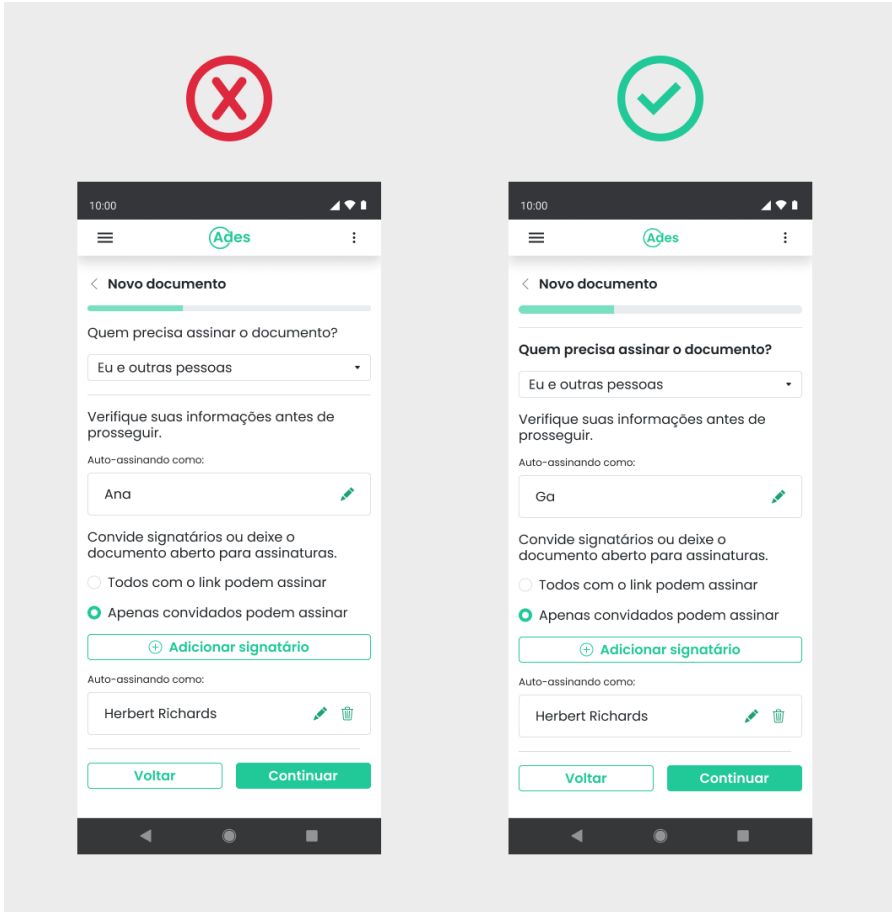 10:00
Ades
Novo documento
Quem precisa assinar o documento?
Eu e outras pessoas
Verifique suas informações antes de
prosseguir.
Auto-assinando como:
Ana
Convide signatários ou deixe o
documento aberto para assinaturas.
Todos com o link podem assinar
Apenas convidados podem assinar
Adicionar signatário
Auto-assinando como:
Herbert Richards
Voltar
Continuar
10:00
Ades
Novo documento
Quem precisa assinar o documento?
Eu e outras pessoas
Verifique suas informações antes de
prosseguir.
Auto-assinando como:
Ga
Convide signatários ou deixe o
documento aberto para assinaturas.
Todos com o link podem assinar
Apenas convidados podem assinar
Adicionar signatário
Auto-assinando como:
Herbert Richards
Voltar
Continuar